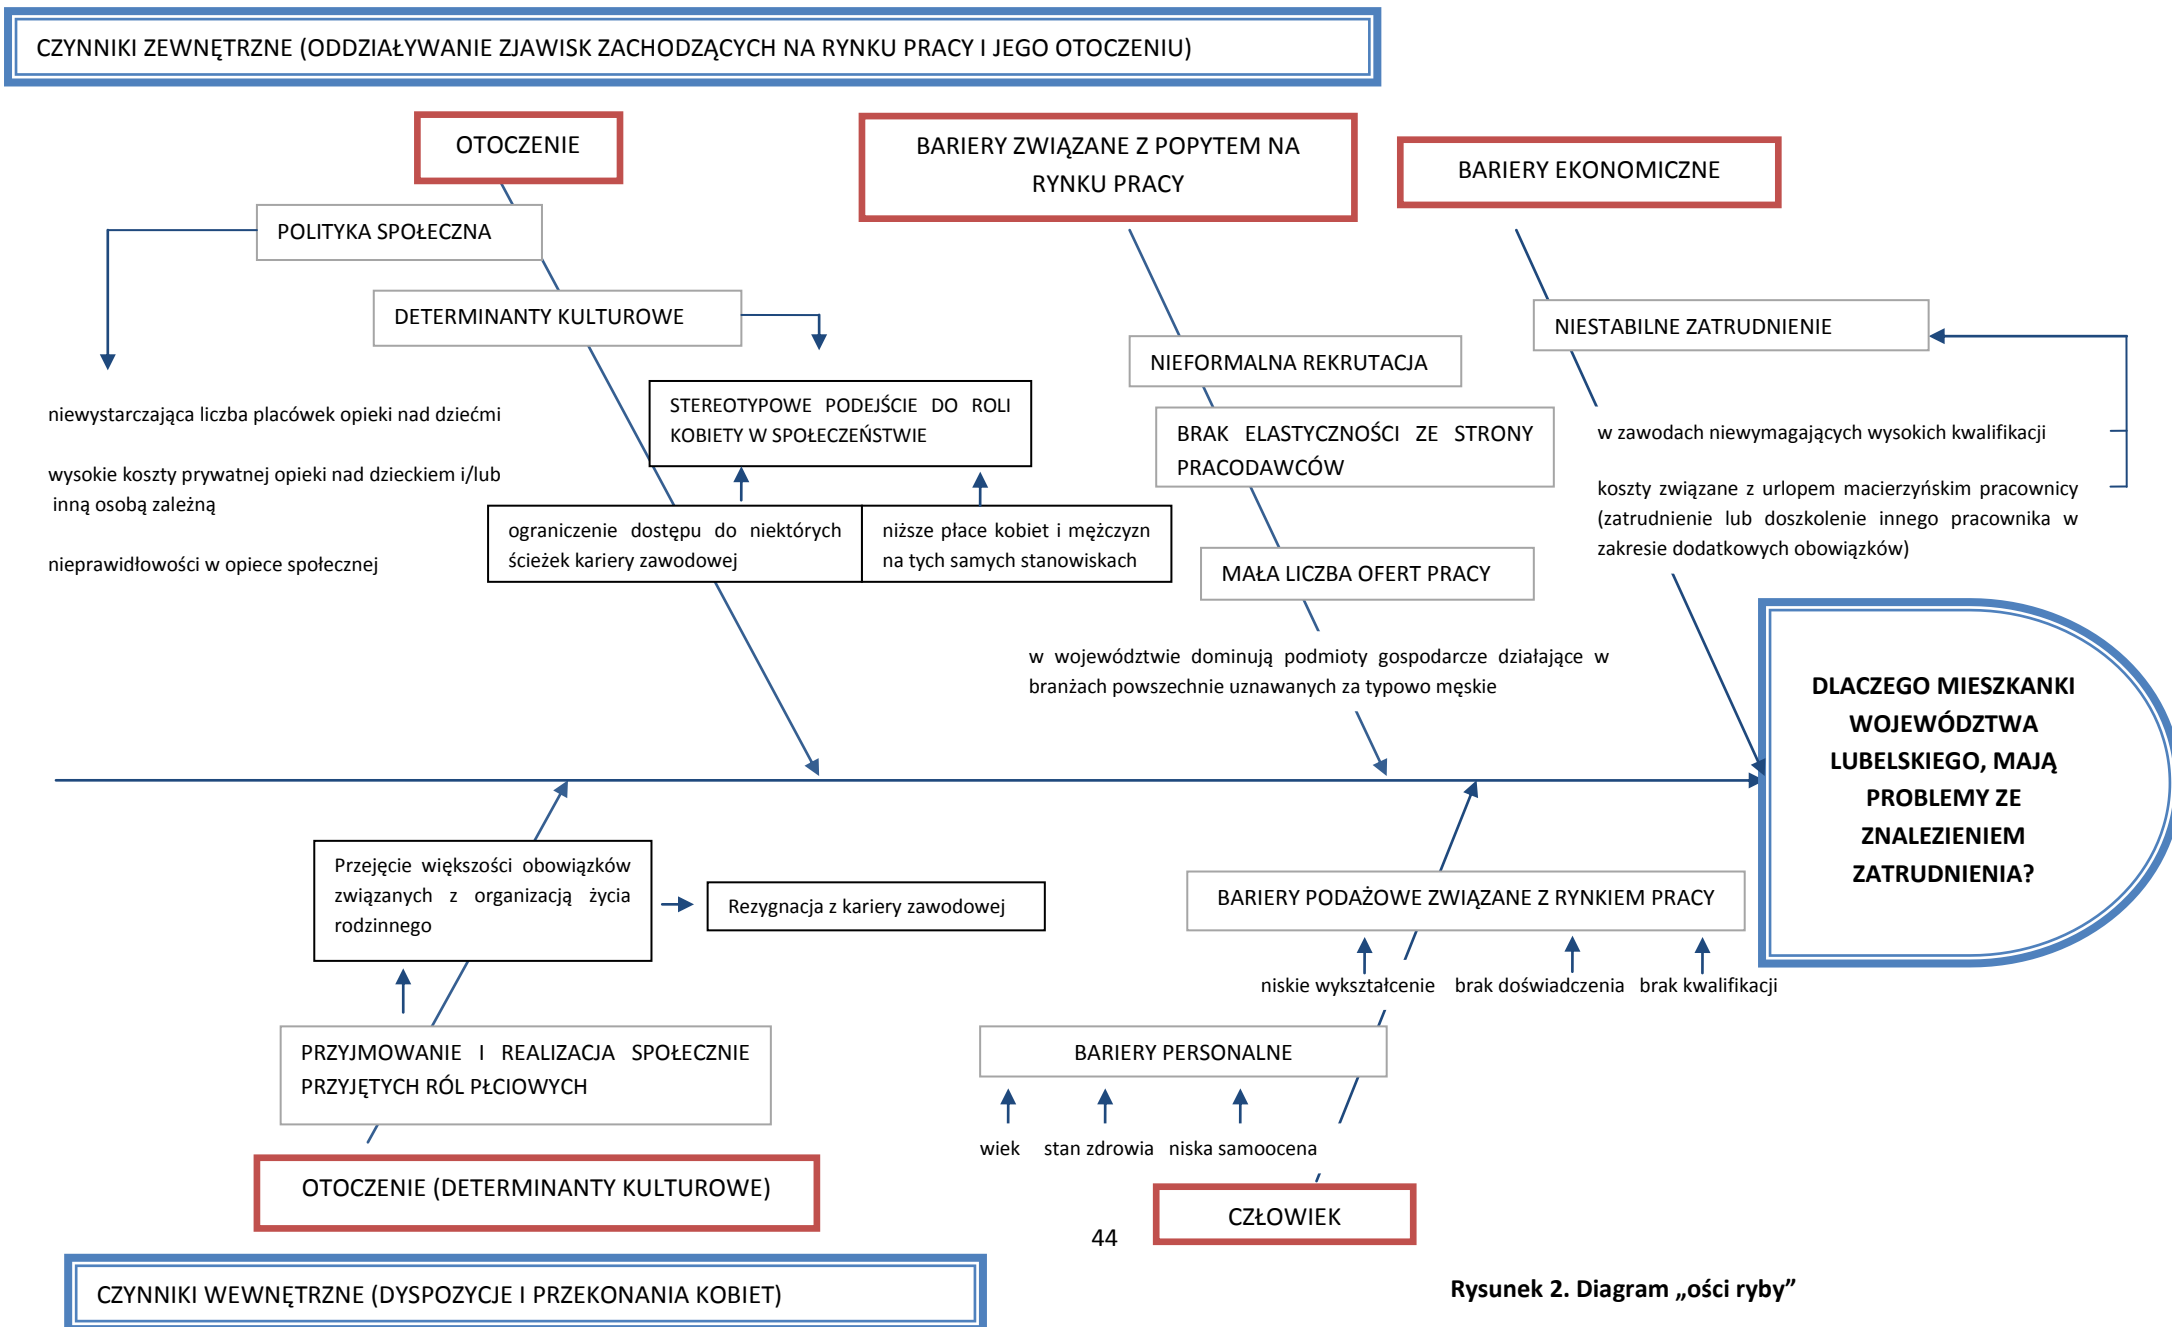 CZYNNIKI ZEWNĘTRZNE (ODDZIAŁYWANIE ZJAWISK ZACHODZĄCYCH NA RYNKU PRACY I JEGO OTOCZENIU)
OTOCZENIE
BARIERY ZWIĄZANE Z POPYTEM NA
RYNKU PRACY
BARIERY EKONOMICZNE
POLITYKA SPOŁECZNA
DETERMINANTY KULTUROWE
NIEFORMALNA REKRUTACJA
NIESTABILNE ZATRUDNIENIE
niewystarczająca liczba placówek opieki nad dziećmi
wysokie koszty prywatnej opieki nad dzieckiem i/lub
inną osobą zależną
nieprawidłowości w opiece społecznej
STEREOTYPOWE PODEJŚCIE DO ROLI
KOBIETY W SPOŁECZEŃSTWIE
ograniczenie dostępu do niektórych
ścieżek kariery zawodowej
niższe płace kobiet i mężczyzn
na tych samych stanowiskach
BRAK ELASTYCZNOŚCI ZE STRONY
PRACODAWCÓW
MAŁA LICZBA OFERT PRACY
w województwie dominują podmioty gospodarcze działające w
branżach powszechnie uznawanych za typowo męskie
w zawodach niewymagających wysokich kwalifikacji
koszty związane z urlopem macierzyńskim pracownicy
(zatrudnienie lub doszkolenie innego pracownika w
zakresie dodatkowych obowiązków)
DLACZEGO MIESZKANKI
WOJEWÓDZTWA
LUBELSKIEGO, MAJĄ
PROBLEMY ZE
ZNALEZIENIEM
ZATRUDNIENIA?
Przejęcie większości obowiązków
związanych z organizacją życia
rodzinnego
Rezygnacja z kariery zawodowej
BARIERY PODAŻOWE ZWIĄZANE Z RYNKIEM PRACY
niskie wykształcenie
brak doświadczenia
brak kwalifikacji
PRZYJMOWANIE I REALIZACJA SPOŁECZNIE
PRZYJĘTYCH RÓL PŁCIOWYCH
BARIERY PERSONALNE
wiek
stan zdrowia
niska samoocena
OTOCZENIE (DETERMINANTY KULTUROWE)
CZŁOWIEK
44
CZYNNIKI WEWNĘTRZNE (DYSPOZYCJE I PRZEKONANIA KOBIET)
Rysunek 2. Diagram „ości ryby”